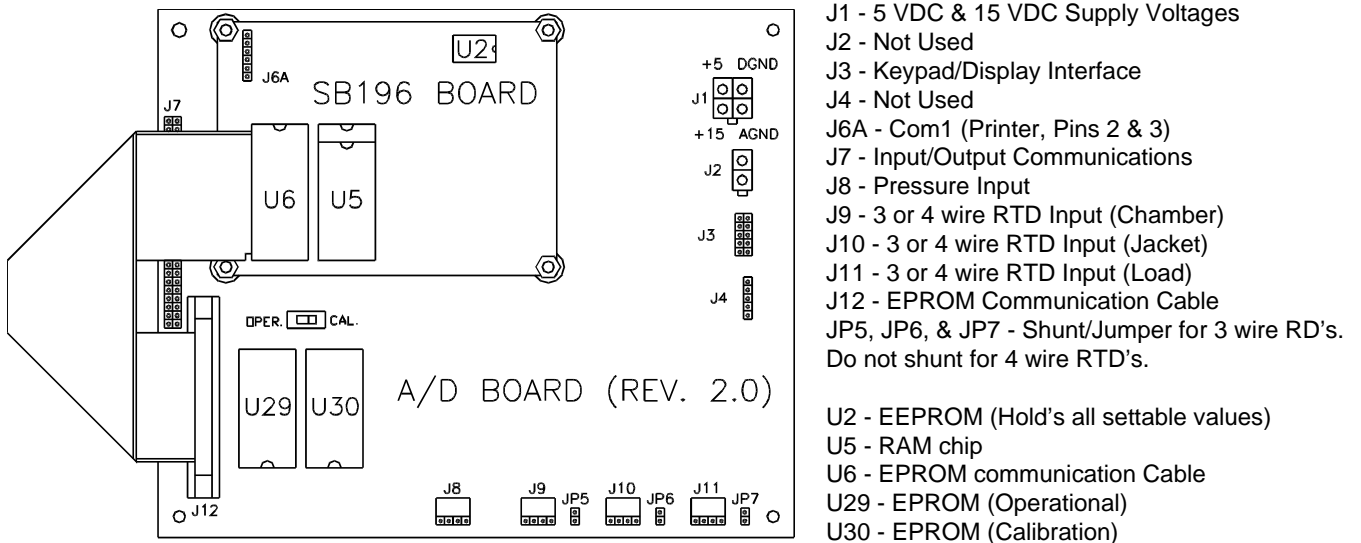 U2
J6A
SB196 BOARD
J7
U6
U5
+5 DGND
J1
+15 AGND
J2
J3
J4
OPER.
CAL.
U29
U30
A/D BOARD (REV. 2.0)
J12
J8
J9
JP5
J10
JP6
J11
JP7
J1 - 5 VDC & 15 VDC Supply Voltages
J2 - Not Used
J3 - Keypad/Display Interface
J4 - Not Used
J6A - Com1 (Printer, Pins 2 & 3)
J7 - Input/Output Communications
J8 - Pressure Input
J9 - 3 or 4 wire RTD Input (Chamber)
J10 - 3 or 4 wire RTD Input (Jacket)
J11 - 3 or 4 wire RTD Input (Load)
J12 - EPROM Communication Cable
JP5, JP6, & JP7 - Shunt/Jumper for 3 wire RD's.
Do not shunt for 4 wire RTD's.
U2 - EEPROM (Hold's all settable values)
U5 - RAM chip
U6 - EPROM communication Cable
U29 - EPROM (Operational)
U30 - EPROM (Calibration)